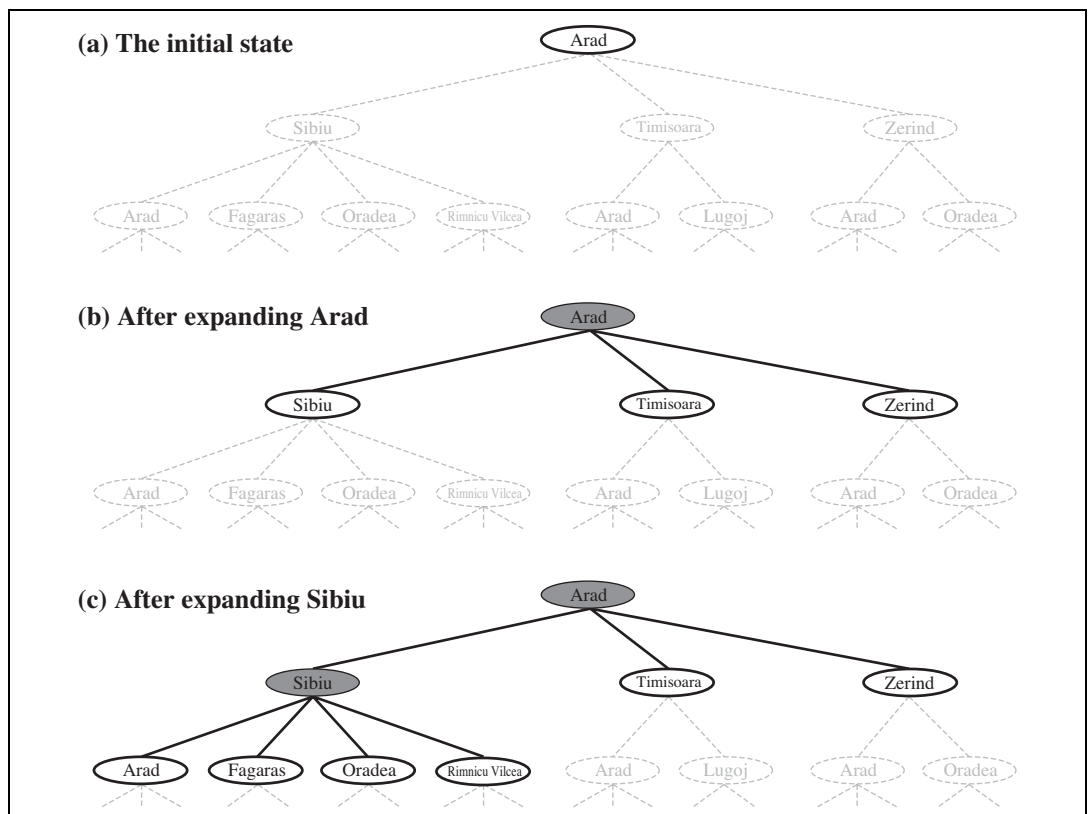 (a) The initial state
Arad
Sibiu Timisoara Zerind
Arad Fagaras Oradea Rimnicu Vilcea Arad Lugoj Arad Oradea
(b) After expanding Arad
Arad
Sibiu Timisoara Zerind
Arad Fagaras Oradea Rimnicu Vilcea Arad Lugoj Arad Oradea
(c) After expanding Sibiu
Arad
Sibiu Timisoara Zerind
Arad Fagaras Oradea Rimnicu Vilcea Arad Lugoj Arad Oradea